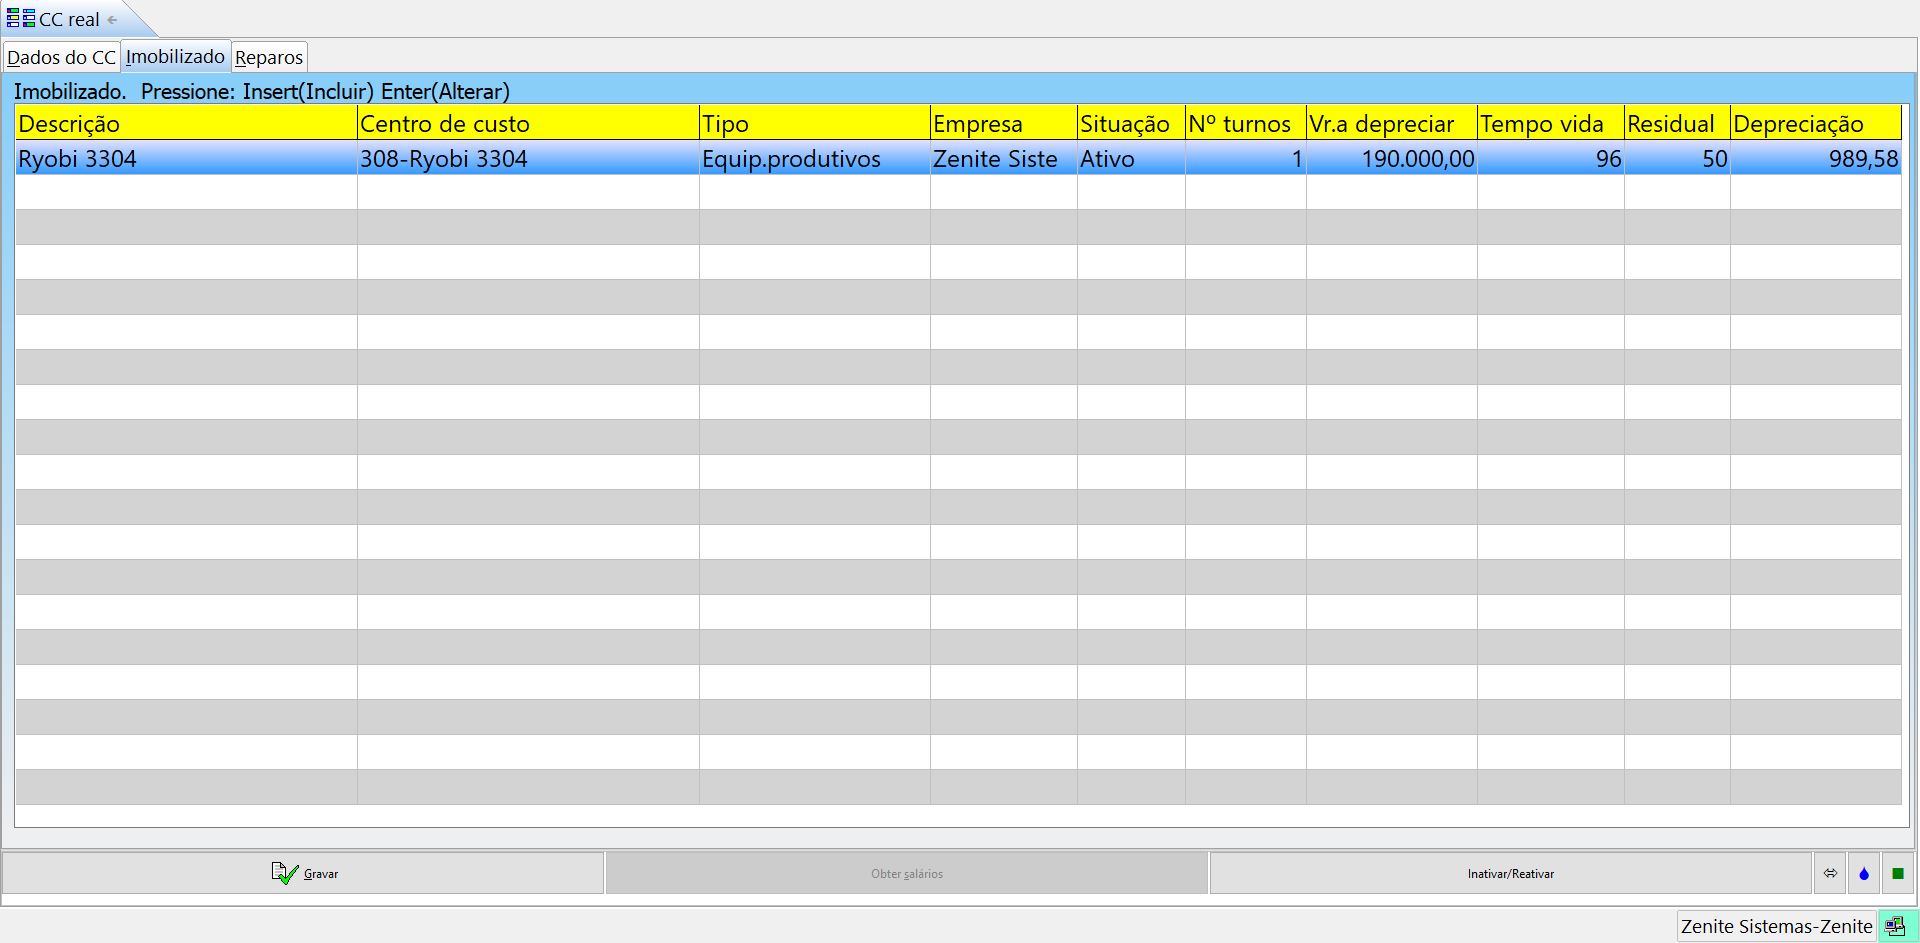 CC real
Dados do CC Imobilizado Reparos
Imobilizado. Pressione: Insert(Incluir) Enter(Alterar)
Descrição Centro de custo Tipo Empresa Situação Nº turnos Vr.a depreciar Tempo vida Residual Depreciação
Ryobi 3304 308-Ryobi 3304 Equip.produtivos Zenite Siste Ativo 1 190.000,00 96 50 989,58
Gravar Obter salários Inativar/Reativar
Zenite Sistemas-Zenite